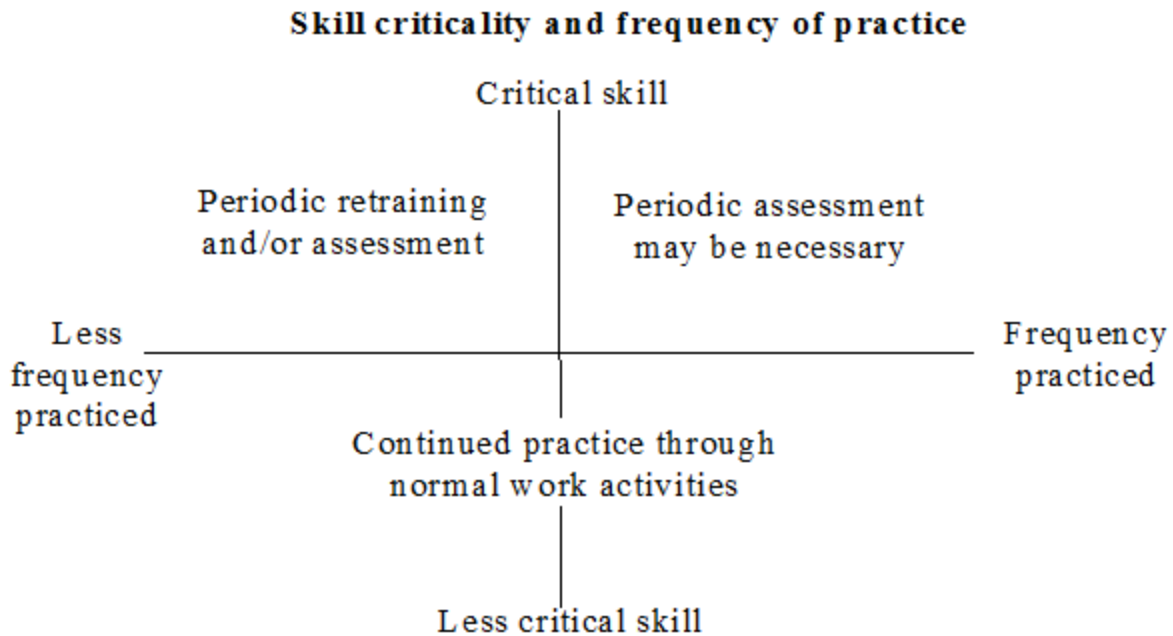 Skill criticality and frequency of practice
Critical skill
Periodic retraining
and/or assessment
Periodic assessment
may be necessary
Less
frequency
practiced
Frequency
practiced
Continued practice through
normal work activities
Less critical skill